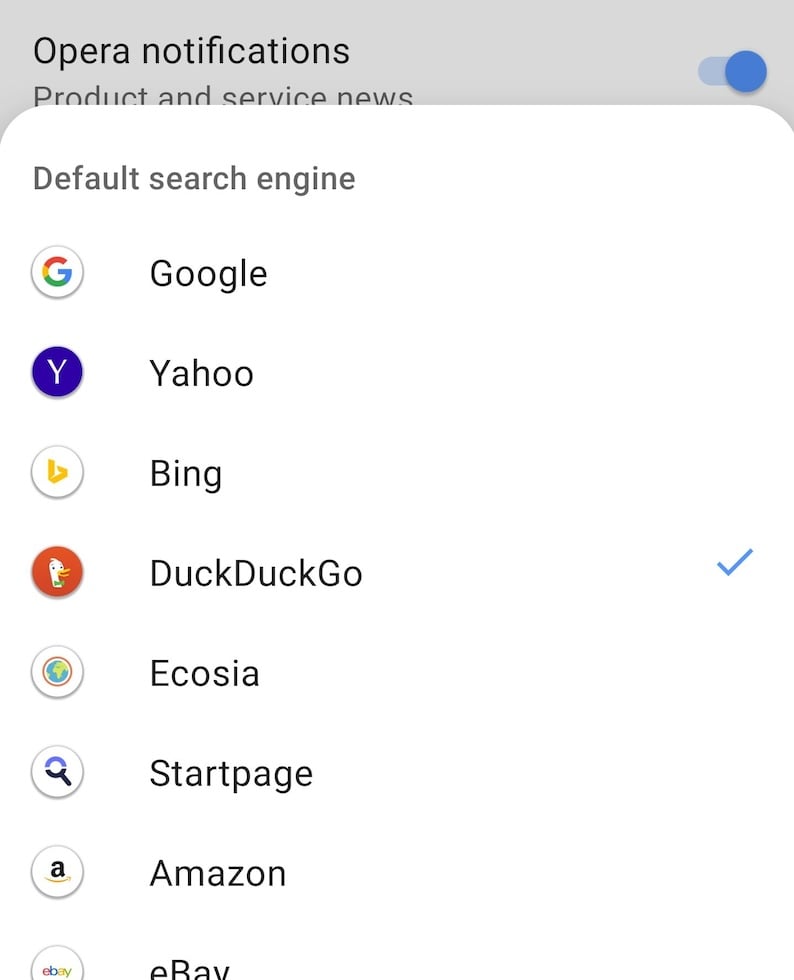 Opera notifications
Product and service news
Default search engine
Google
Y
Yahoo
Bing
DuckDuckGo
Ecosia
Startpage
a
Amazon
ebay
eBay